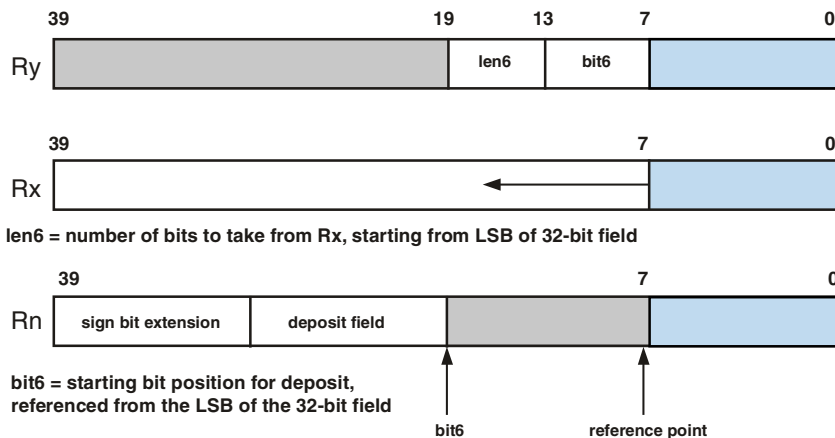 39 19 13 7 0
Ry len6 bit6
39 7 0
Rx
len6 = number of bits to take from Rx, starting from LSB of 32-bit field
39 7 0
Rn sign bit extension deposit field
bit6 = starting bit position for deposit,
referenced from the LSB of the 32-bit field
bit6 reference point